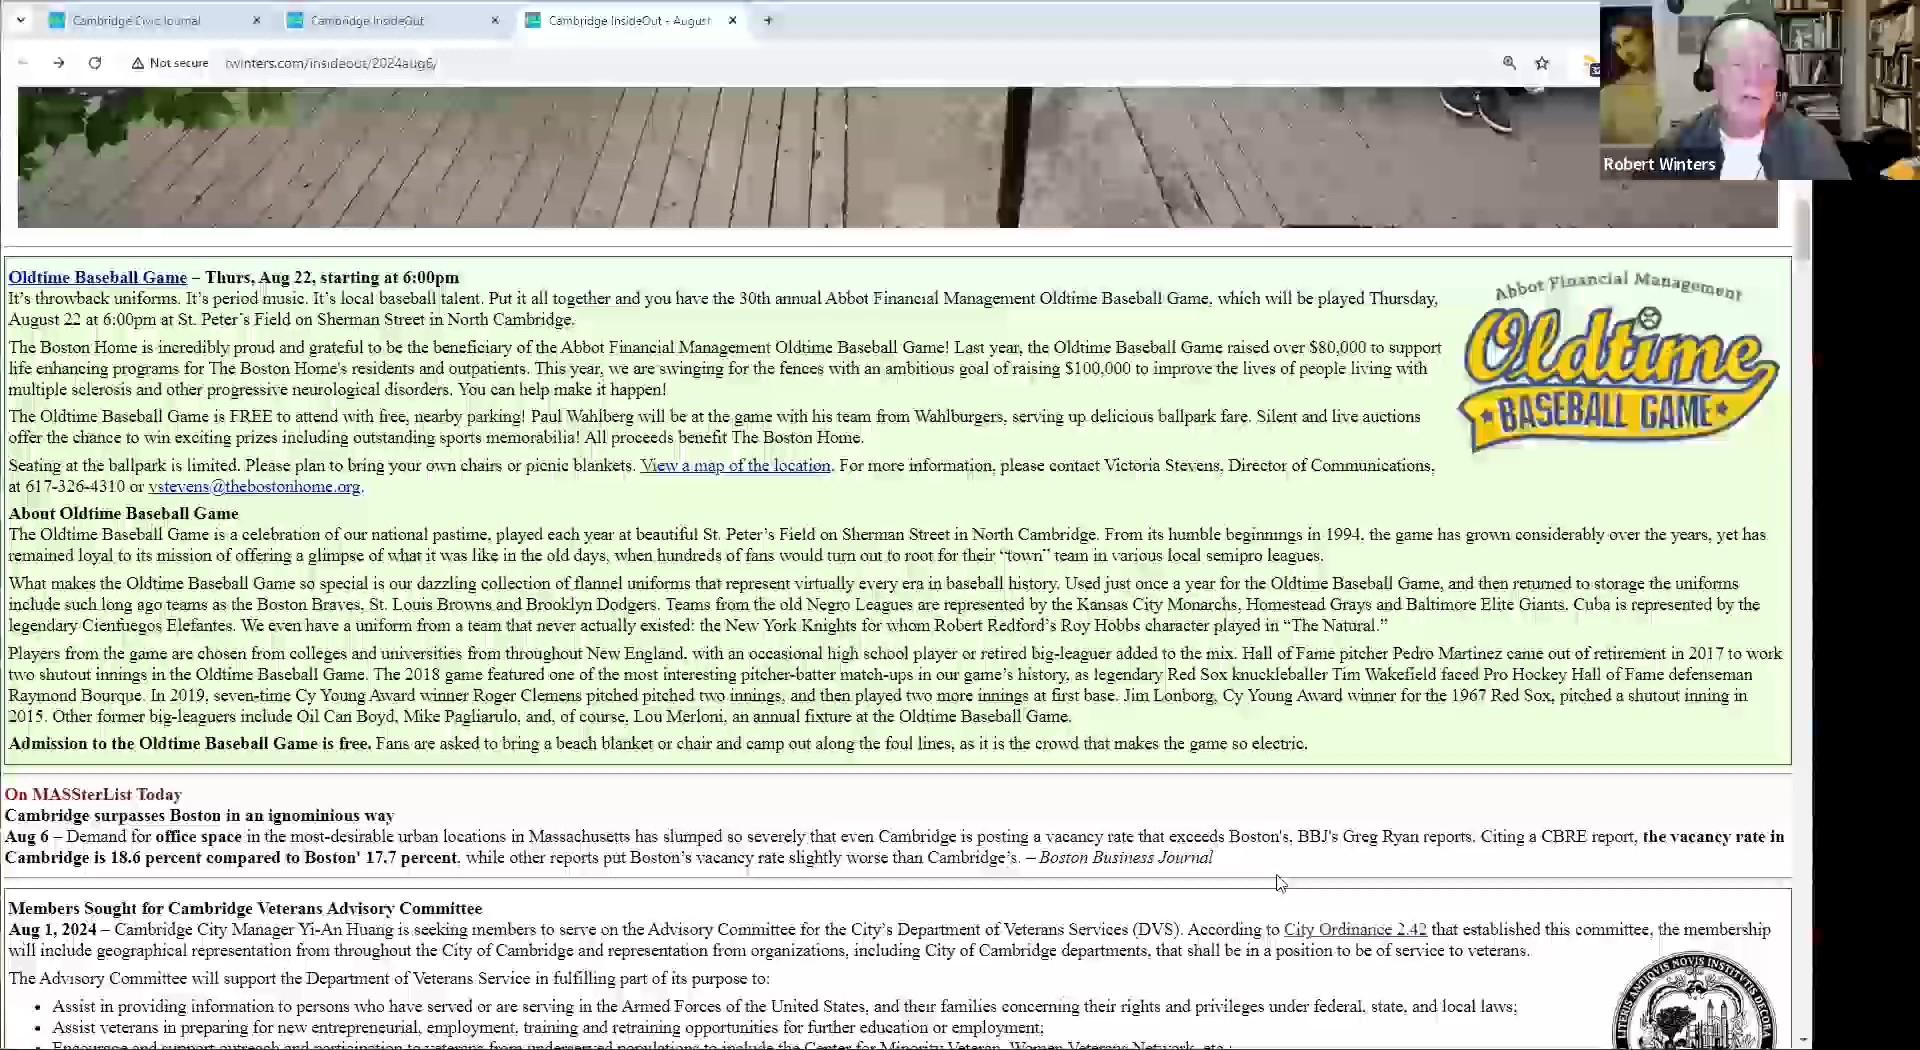 Cambridge Civic Journal
Cambridge InsideOut
Cambridge InsideOut - August
Not secure rwinters.com/insideout/2024aug6/
Robert Winters
Oldtime Baseball Game – Thurs, Aug 22, starting at 6:00pm
It's throwback uniforms. It's period music. It's local baseball talent. Put it all together and you have the 30th annual Abbot Financial Management Oldtime Baseball Game, which will be played Thursday,
August 22 at 6:00pm at St. Peter's Field on Sherman Street in North Cambridge.
The Boston Home is incredibly proud and grateful to be the beneficiary of the Abbot Financial Management Oldtime Baseball Game! Last year, the Oldtime Baseball Game raised over $80,000 to support
life enhancing programs for The Boston Home's residents and outpatients. This year, we are swinging for the fences with an ambitious goal of raising $100,000 to improve the lives of people living with
multiple sclerosis and other progressive neurological disorders. You can help make it happen!
The Oldtime Baseball Game is FREE to attend with free, nearby parking! Paul Wahlberg will be at the game with his team from Wahlburgers, serving up delicious ballpark fare. Silent and live auctions
offer the chance to win exciting prizes including outstanding sports memorabilia! All proceeds benefit The Boston Home.
Seating at the ballpark is limited. Please plan to bring your own chairs or picnic blankets. View a map of the location. For more information, please contact Victoria Stevens, Director of Communications,
at 617-326-4310 or vstevens@thebostonhome.org.
Abbot Financial Management
Oldtime
BASEBALL GAME
About Oldtime Baseball Game
The Oldtime Baseball Game is a celebration of our national pastime, played each year at beautiful St. Peter's Field on Sherman Street in North Cambridge. From its humble beginnings in 1994, the game has grown considerably over the years, yet has
remained loyal to its mission of offering a glimpse of what it was like in the old days, when hundreds of fans would turn out to root for their “town” team in various local semipro leagues.
What makes the Oldtime Baseball Game so special is our dazzling collection of flannel uniforms that represent virtually every era in baseball history. Used just once a year for the Oldtime Baseball Game, and then returned to storage the uniforms
include such long ago teams as the Boston Braves, St. Louis Browns and Brooklyn Dodgers. Teams from the old Negro Leagues are represented by the Kansas City Monarchs, Homestead Grays and Baltimore Elite Giants. Cuba is represented by the
legendary Cienfuegos Elefantes. We even have a uniform from a team that never actually existed: the New York Knights for whom Robert Redford's Roy Hobbs character played in “The Natural.”
Players from the game are chosen from colleges and universities from throughout New England, with an occasional high school player or retired big-leaguer added to the mix. Hall of Fame pitcher Pedro Martinez came out of retirement in 2017 to work
two shutout innings in the Oldtime Baseball Game. The 2018 game featured one of the most interesting pitcher-batter match-ups in our game's history, as legendary Red Sox knuckleballer Tim Wakefield faced Pro Hockey Hall of Fame defenseman
Raymond Bourque. In 2019, seven-time Cy Young Award winner Roger Clemens pitched pitched two innings, and then played two more innings at first base. Jim Lonborg, Cy Young Award winner for the 1967 Red Sox, pitched a shutout inning in
2015. Other former big-leaguers include Oil Can Boyd, Mike Pagliarulo, and, of course, Lou Merloni, an annual fixture at the Oldtime Baseball Game.
Admission to the Oldtime Baseball Game is free. Fans are asked to bring a beach blanket or chair and camp out along the foul lines, as it is the crowd that makes the game so electric.
On MASSterList Today
Cambridge surpasses Boston in an ignominious way
Aug 6 – Demand for office space in the most-desirable urban locations in Massachusetts has slumped so severely that even Cambridge is posting a vacancy rate that exceeds Boston's, BBJ's Greg Ryan reports. Citing a CBRE report, the vacancy rate in
Cambridge is 18.6 percent compared to Boston' 17.7 percent, while other reports put Boston's vacancy rate slightly worse than Cambridge's. – Boston Business Journal
Members Sought for Cambridge Veterans Advisory Committee
Aug 1, 2024 – Cambridge City Manager Yi-An Huang is seeking members to serve on the Advisory Committee for the City's Department of Veterans Services (DVS). According to City Ordinance 2.42 that established this committee, the membership
will include geographical representation from throughout the City of Cambridge and representation from organizations, including City of Cambridge departments, that shall be in a position to be of service to veterans.
The Advisory Committee will support the Department of Veterans Service in fulfilling part of its purpose to:
• Assist in providing information to persons who have served or are serving in the Armed Forces of the United States, and their families concerning their rights and privileges under federal, state, and local laws;
• Assist veterans in preparing for new entrepreneurial, employment, training and retraining opportunities for further education or employment;
• Encourage and support outreach and participation to veterans from underserved populations to include the Center for Minority Veteran, Women Veterans Network, etc.;
LITERIS ANTIQVIS NOVIS INSTITVTIS DECORA